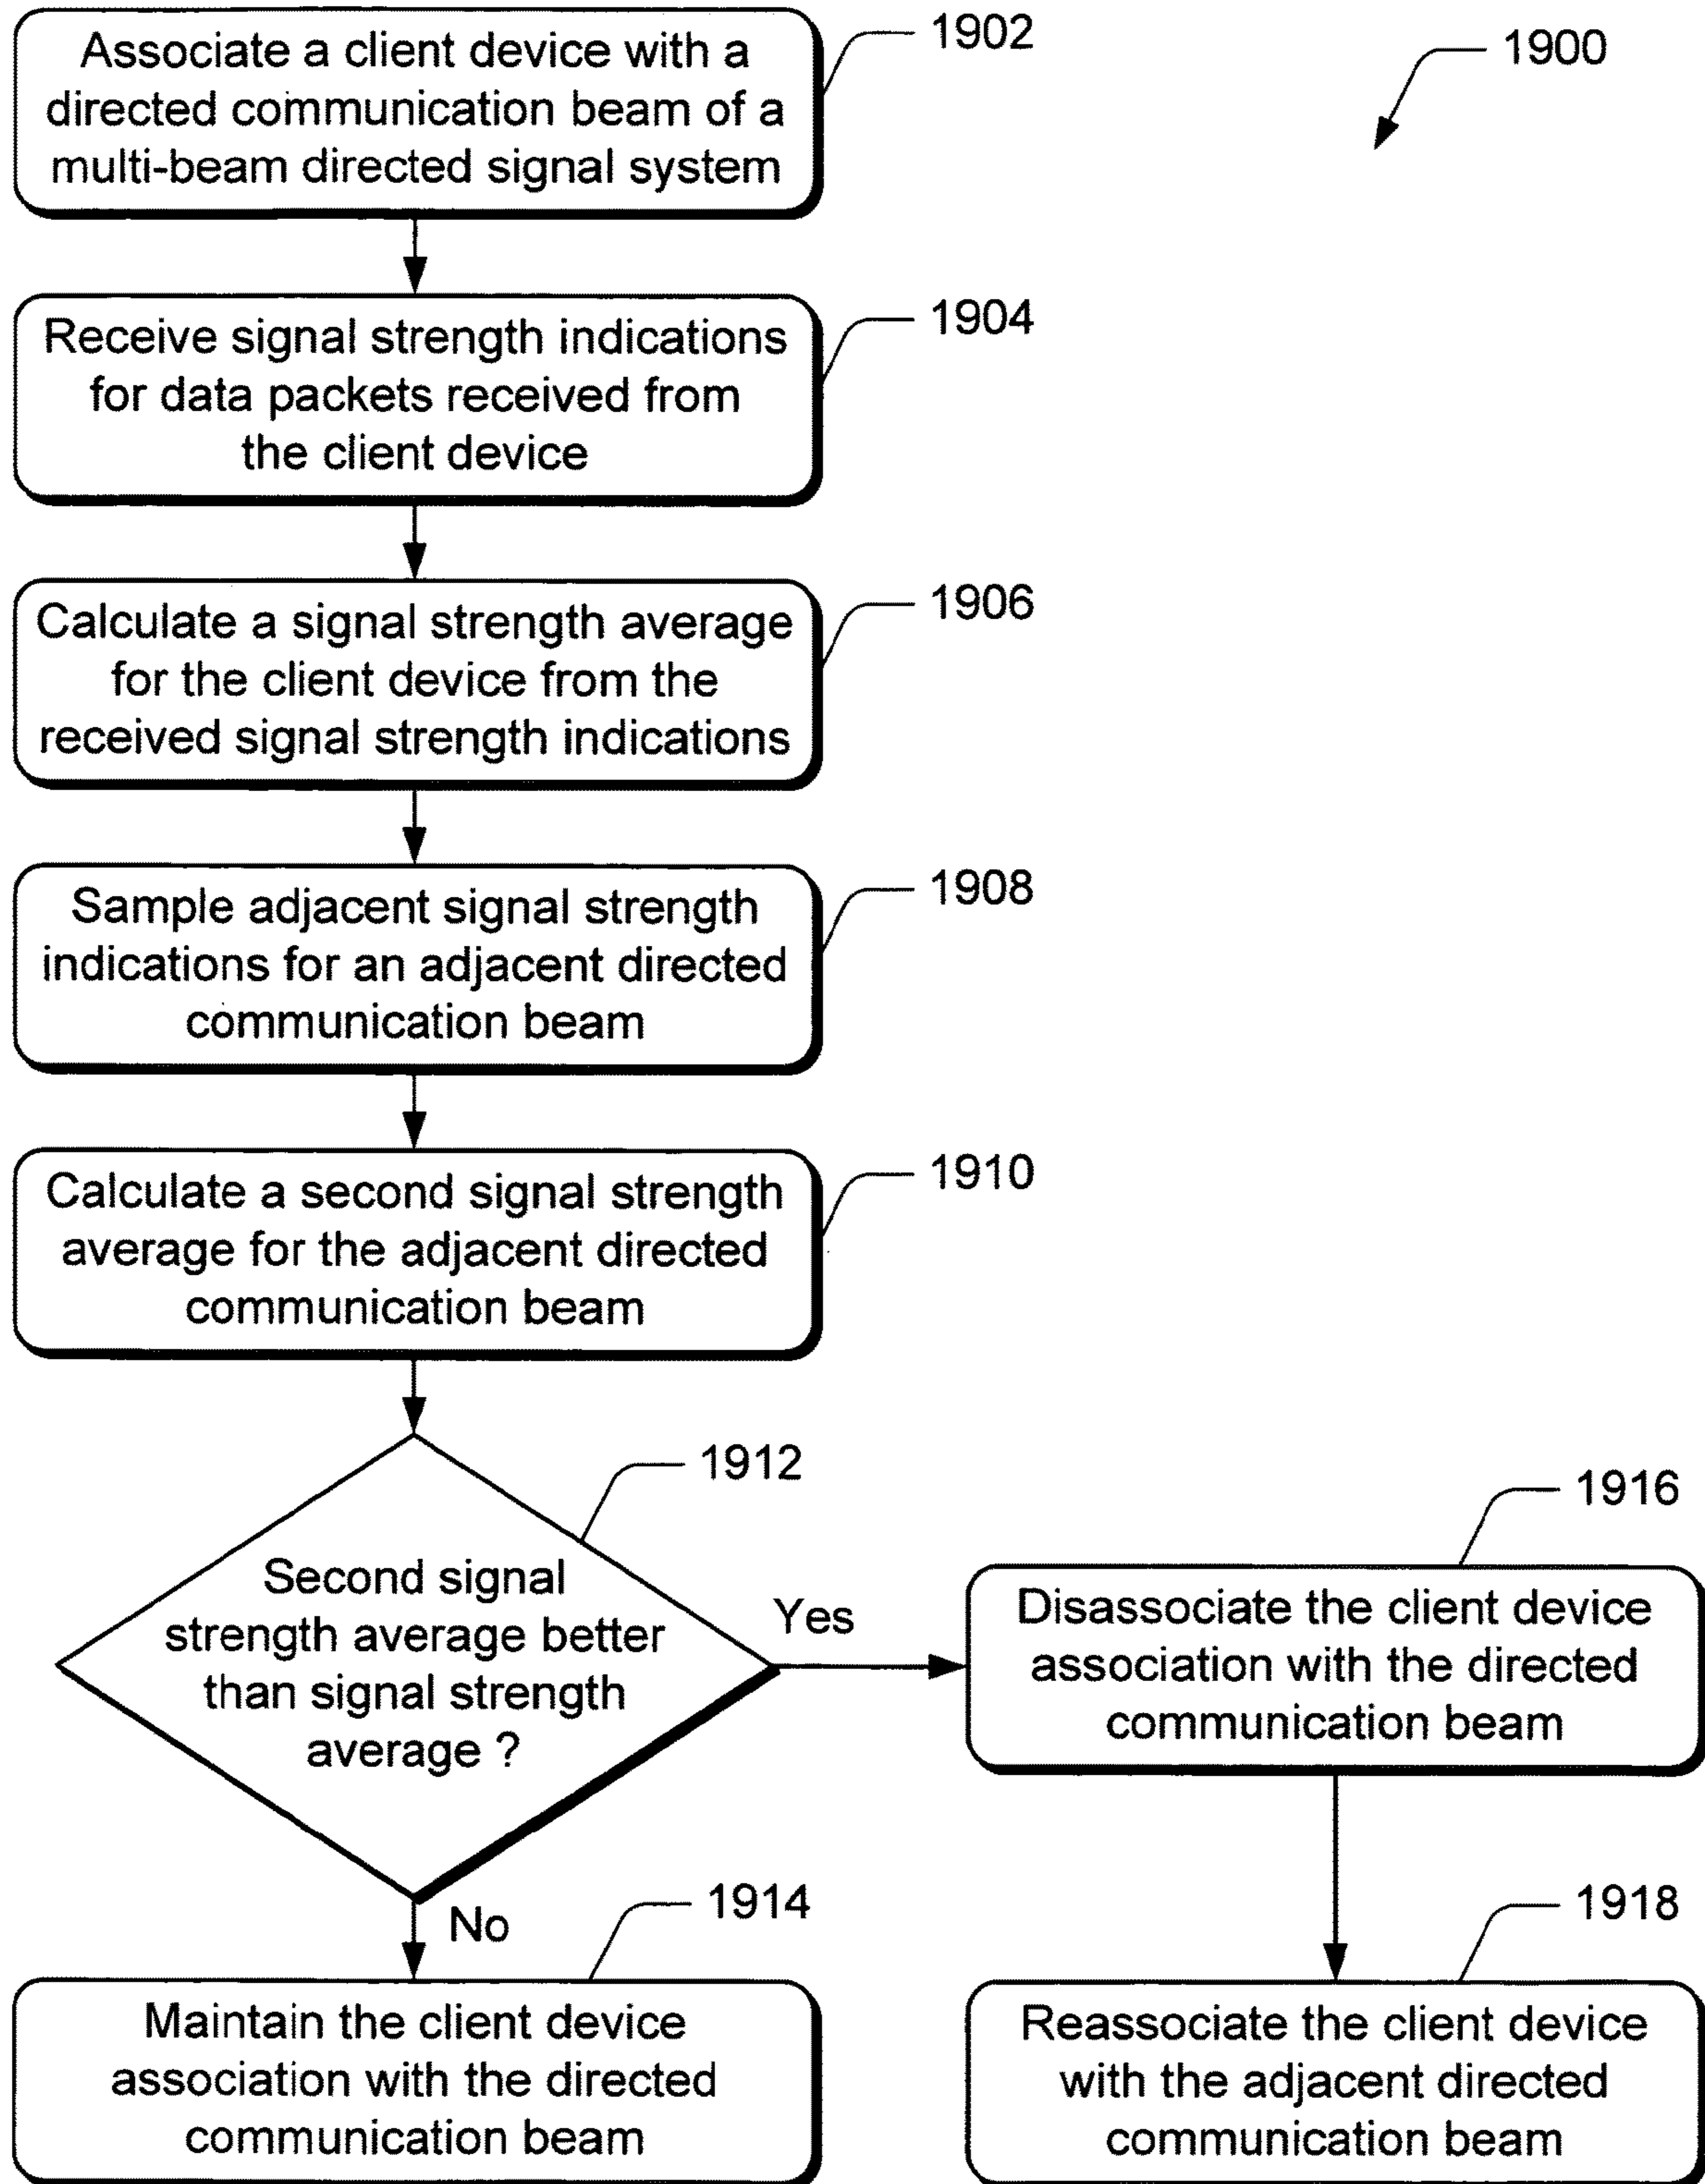 Associate a client device with a
directed communication beam of a
multi-beam directed signal system
1902
1900
Receive signal strength indications
for data packets received from
the client device
1904
Calculate a signal strength average
for the client device from the
received signal strength indications
1906
Sample adjacent signal strength
indications for an adjacent directed
communication beam
1908
Calculate a second signal strength
average for the adjacent directed
communication beam
1910
Second signal
strength average better
than signal strength
average ?
1912
Yes
No
Disassociate the client device
association with the directed
communication beam
1916
Maintain the client device
association with the directed
communication beam
1914
Reassociate the client device
with the adjacent directed
communication beam
1918